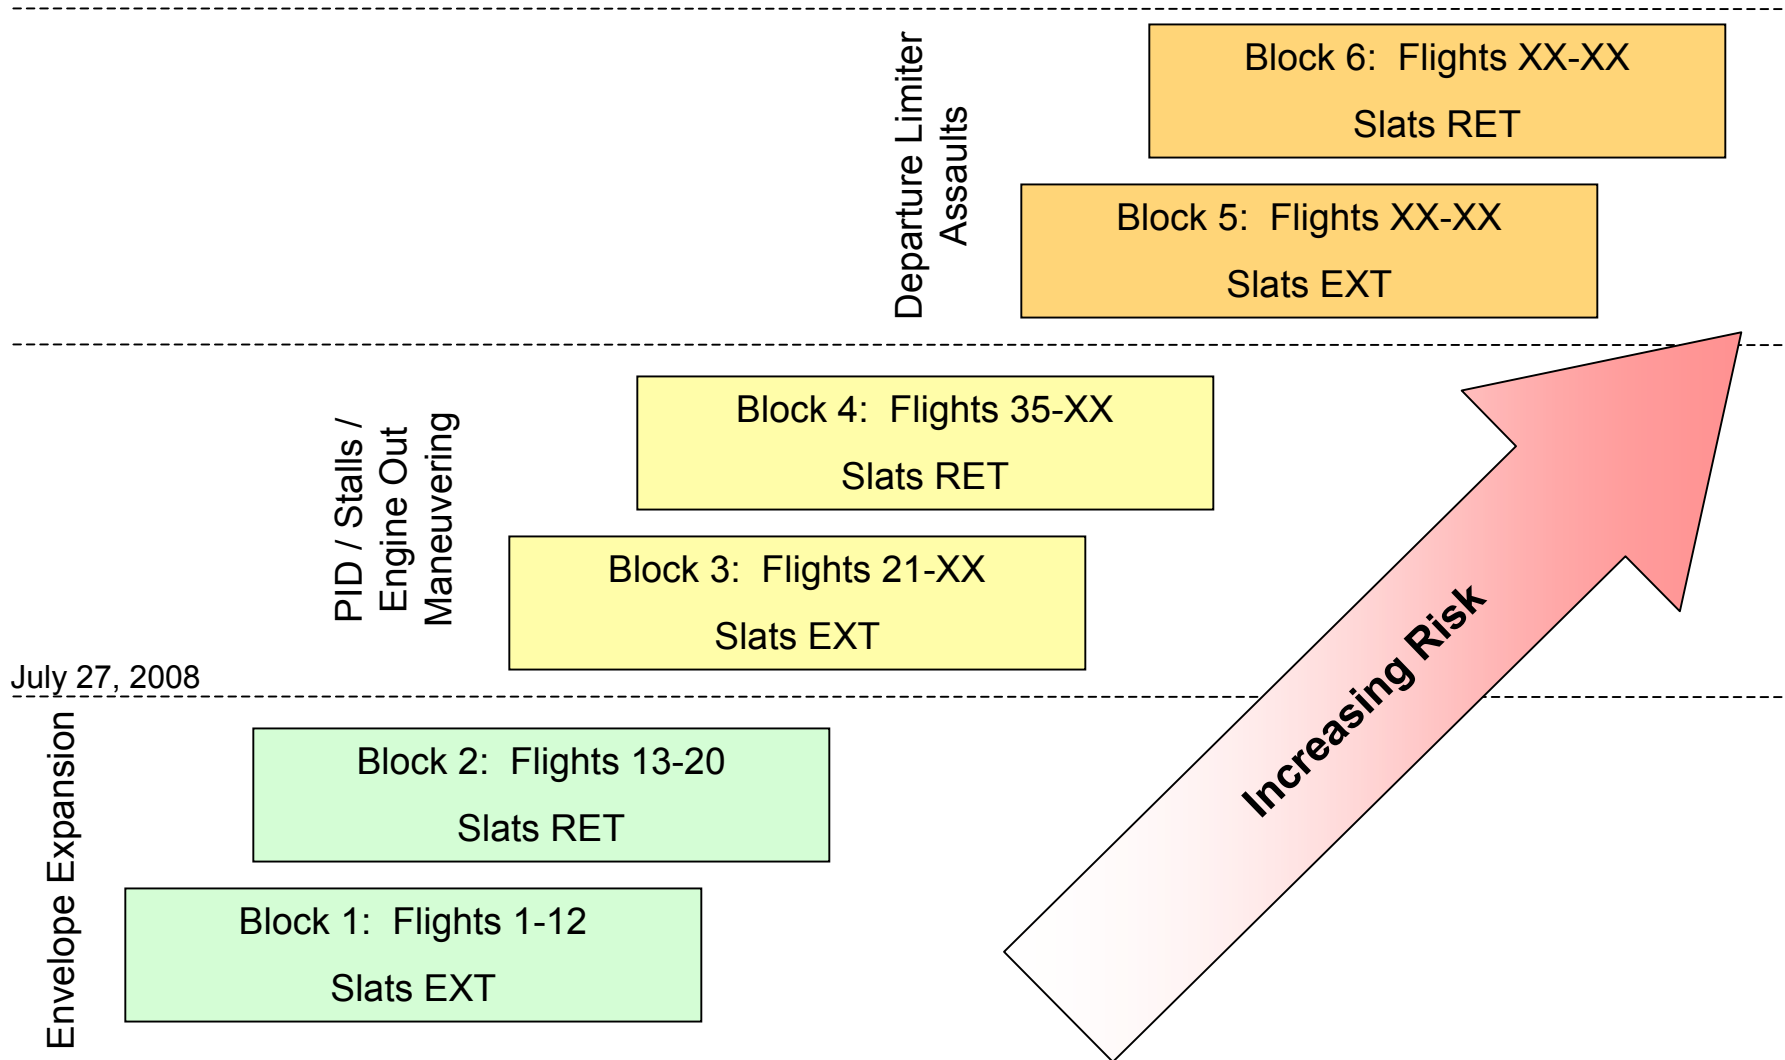 Departure Limiter
Assaults
Block 6:  Flights XX-XX
Slats RET
Block 5:  Flights XX-XX
Slats EXT
PID / Stalls /
Engine Out
Maneuvering
Block 4:  Flights 35-XX
Slats RET
Block 3:  Flights 21-XX
Slats EXT
July 27, 2008
Envelope Expansion
Block 2:  Flights 13-20
Slats RET
Block 1:  Flights 1-12
Slats EXT
Increasing Risk